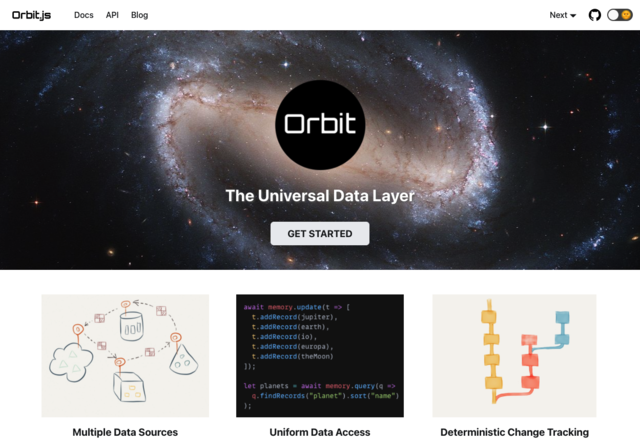 Orbit.js
Docs API Blog
Next
Orbit
The Universal Data Layer
GET STARTED
await memory.update(t => [
t.addRecord(jupiter),
t.addRecord(earth),
t.addRecord(io),
t.addRecord(europa),
t.addRecord(theMoon)
]);
let planets = await memory.query(q =>
q.findRecords("planet").sort("name")
);
Multiple Data Sources
Uniform Data Access
Deterministic Change Tracking